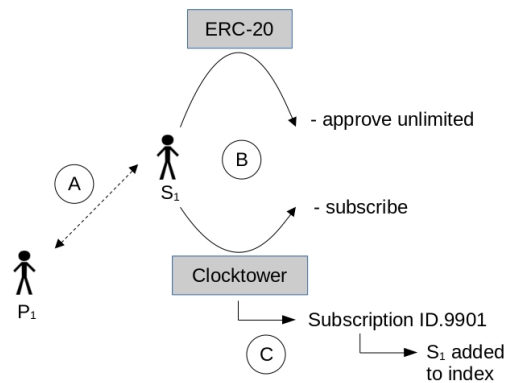 ERC-20
- approve unlimited
A
B
S₁
- subscribe
P₁
Clocktower
Subscription ID.9901
C
S₁ added
to index